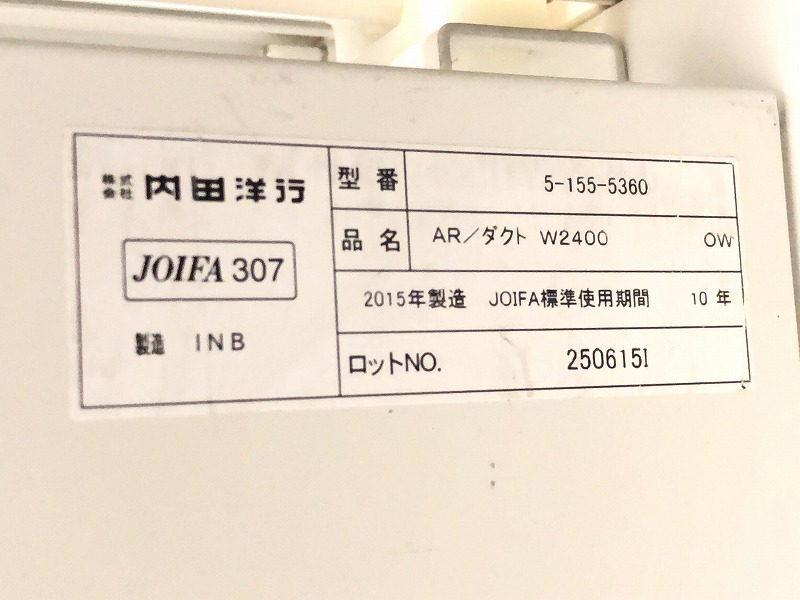 株式会社 内田洋行
JOIFA 307
製造 INB
型番 5-155-5360
品名 AR／ダクト W2400 OW
2015年製造 JOIFA標準使用期間 10年
ロットNO. 250615I